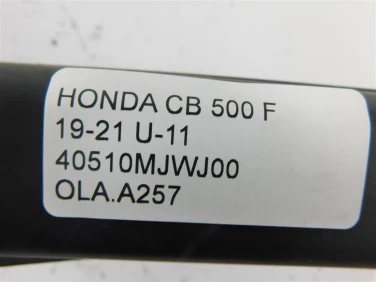 HONDA CB 500 F
19-21 U-11
40510MJWJ00
OLA.A257